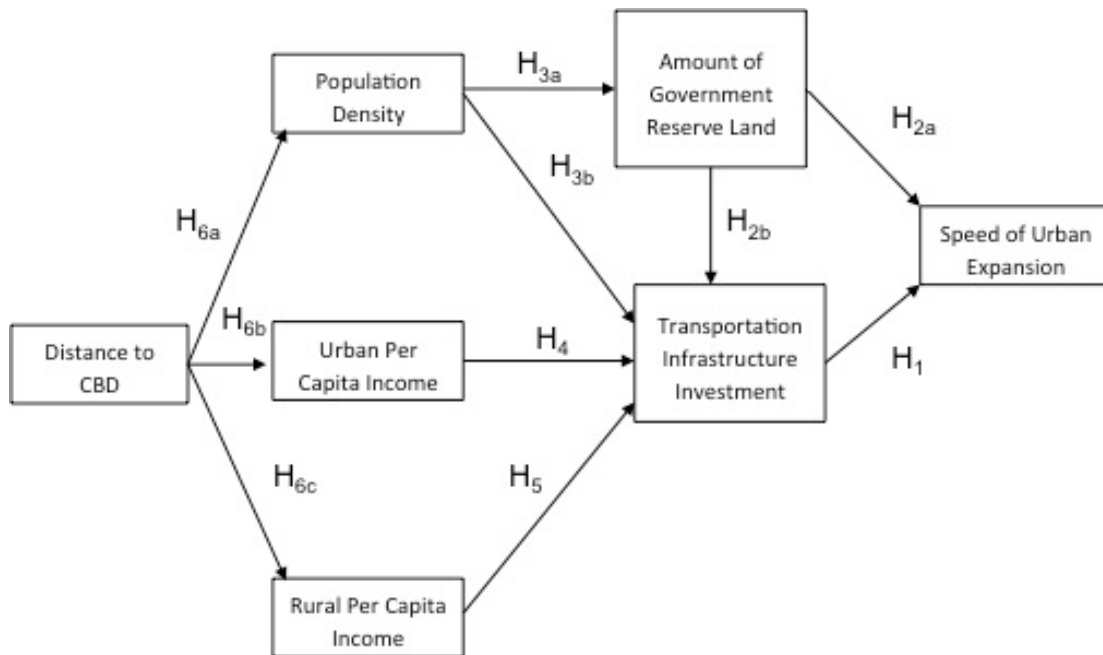 Population
Density
H3a
Amount of
Government
Reserve Land
H2a
H3b
H2b
H6a
Speed of Urban
Expansion
H6b
Distance to
CBD
Urban Per
Capita Income
H4
Transportation
Infrastructure
Investment
H1
H6c
H5
Rural Per Capita
Income